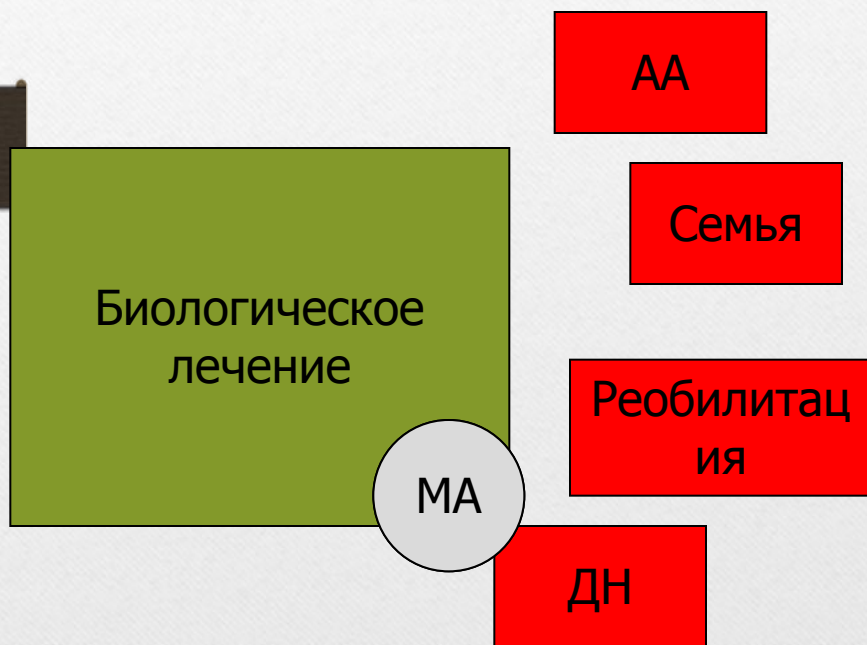 АА
Семья
Биологическое
лечение
Реобилитац
ия
МА
ДН